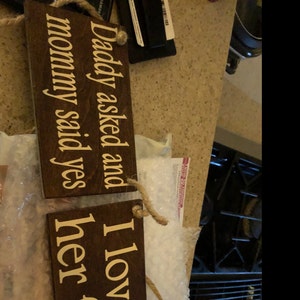 Daddy asked and
mommy said yes
I lov
her